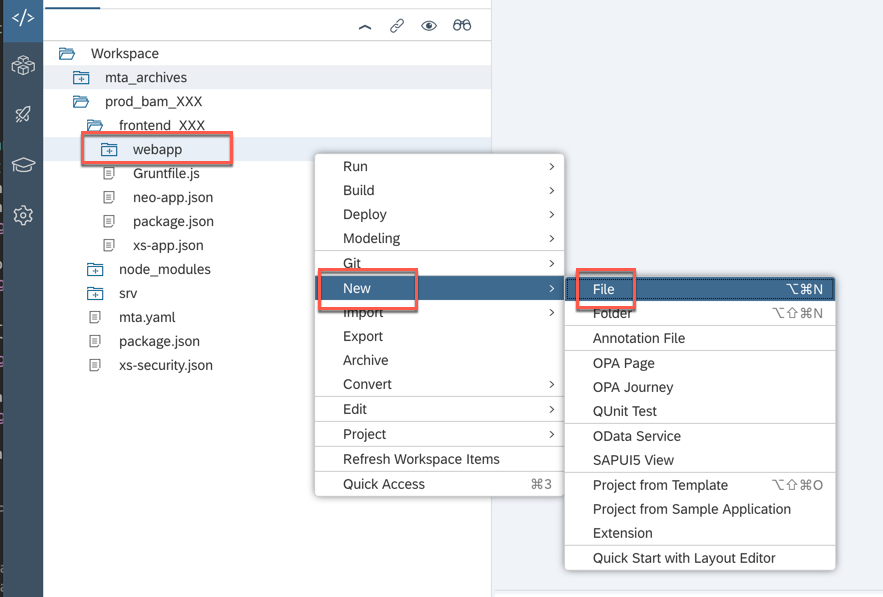 Workspace
mta_archives
prod_bam_XXX
frontend_XXX
webapp
Gruntfile.js
neo-app.json
package.json
xs-app.json
node_modules
srv
mta.yaml
package.json
xs-security.json
Run
Build
Deploy
Modeling
Git
New
Import
Export
Archive
Convert
Edit
Project
Refresh Workspace Items
Quick Access ⌘3
File ⌥⌘N
Folder ⌥⇧⌘N
Annotation File
OPA Page
OPA Journey
QUnit Test
OData Service
SAPUI5 View
Project from Template ⌥⇧⌘O
Project from Sample Application
Extension
Quick Start with Layout Editor